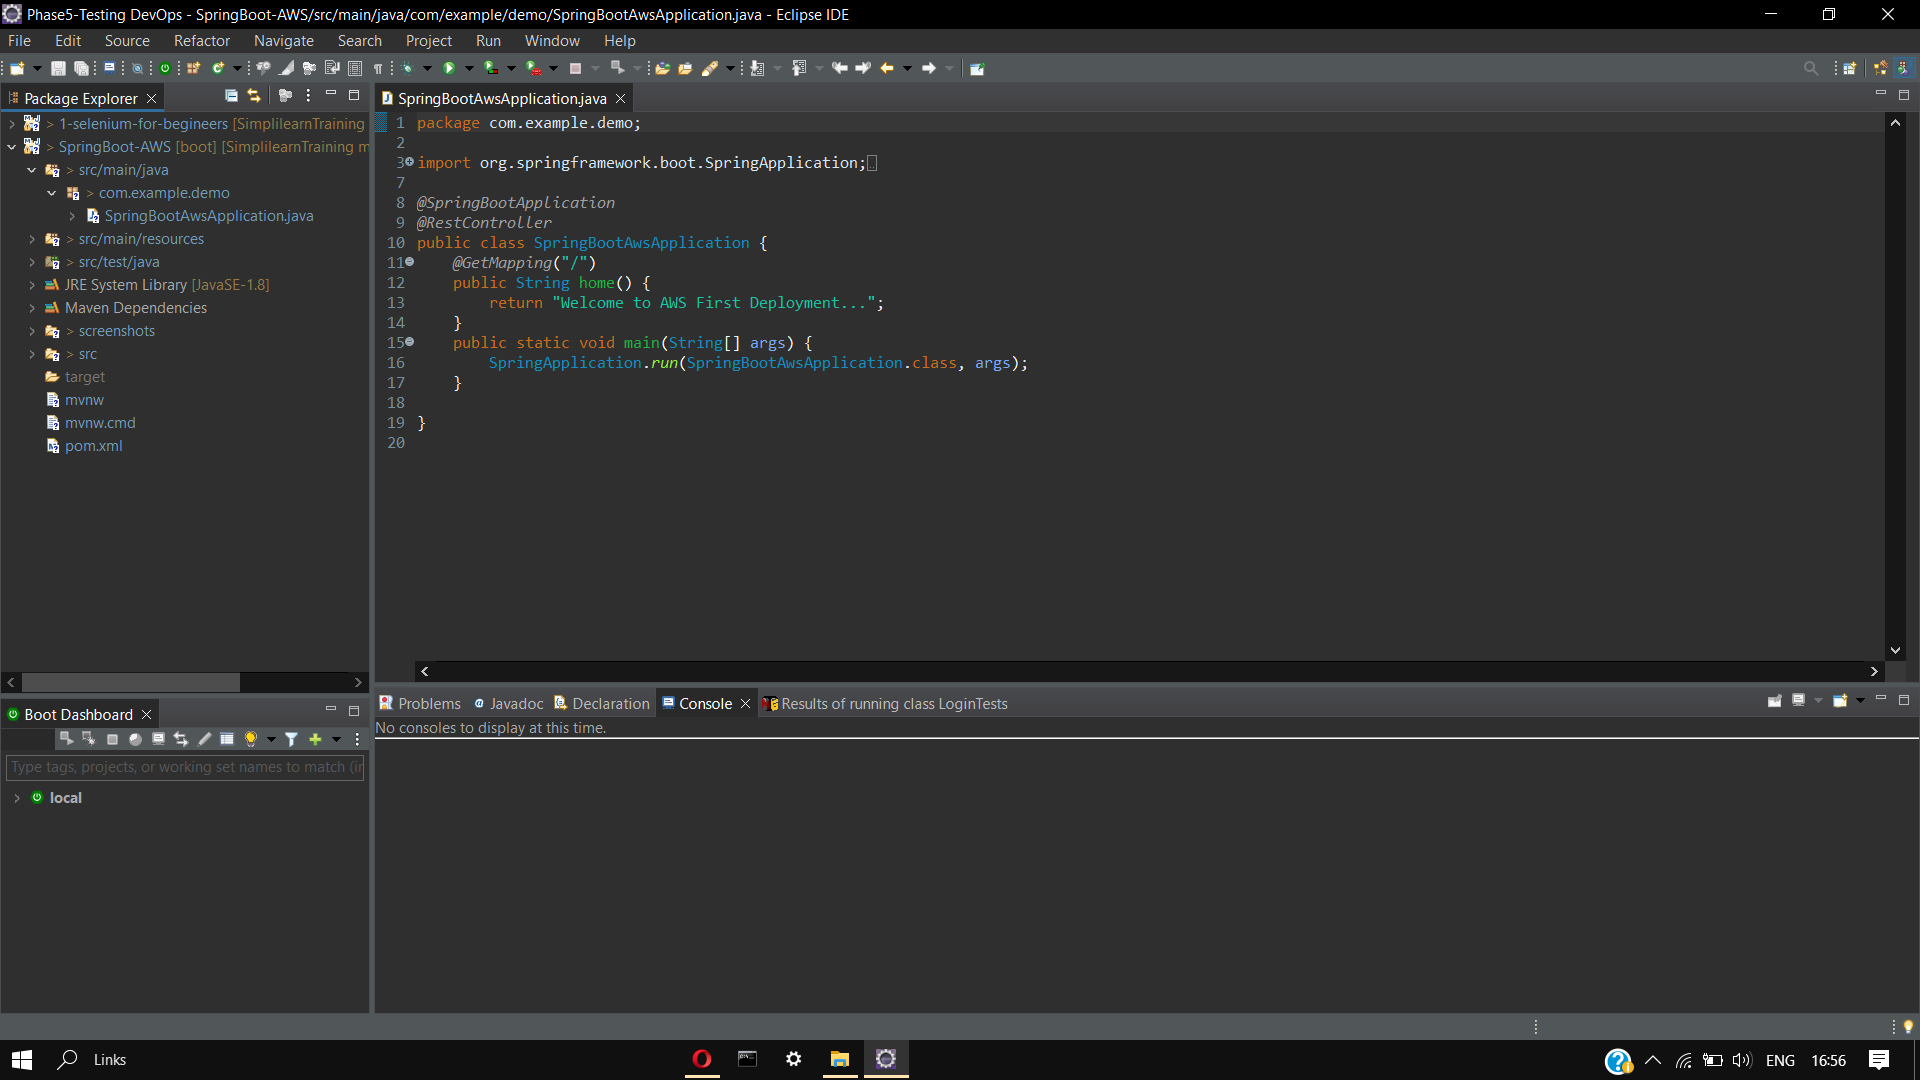 Phase5-Testing DevOps - SpringBoot-AWS/src/main/java/com/example/demo/SpringBootAwsApplication.java - Eclipse IDE
File Edit Source Refactor Navigate Search Project Run Window Help
Package Explorer
> 1-selenium-for-begineers [SimplilearnTraining
> SpringBoot-AWS [boot] [SimplilearnTraining m
> src/main/java
> com.example.demo
SpringBootAwsApplication.java
> src/main/resources
> src/test/java
JRE System Library [JavaSE-1.8]
Maven Dependencies
> screenshots
> src
target
mvnw
mvnw.cmd
pom.xml
SpringBootAwsApplication.java
1 package com.example.demo;
2
3 import org.springframework.boot.SpringApplication;
7
8 @SpringBootApplication
9 @RestController
10 public class SpringBootAwsApplication {
11 @GetMapping("/")
12 public String home() {
13 return "Welcome to AWS First Deployment...";
14 }
15 public static void main(String[] args) {
16 SpringApplication.run(SpringBootAwsApplication.class, args);
17 }
18
19 }
20
Boot Dashboard
Type tags, projects, or working set names to match (in
local
Problems Javadoc Declaration Console Results of running class LoginTests
No consoles to display at this time.
Links
ENG 16:56